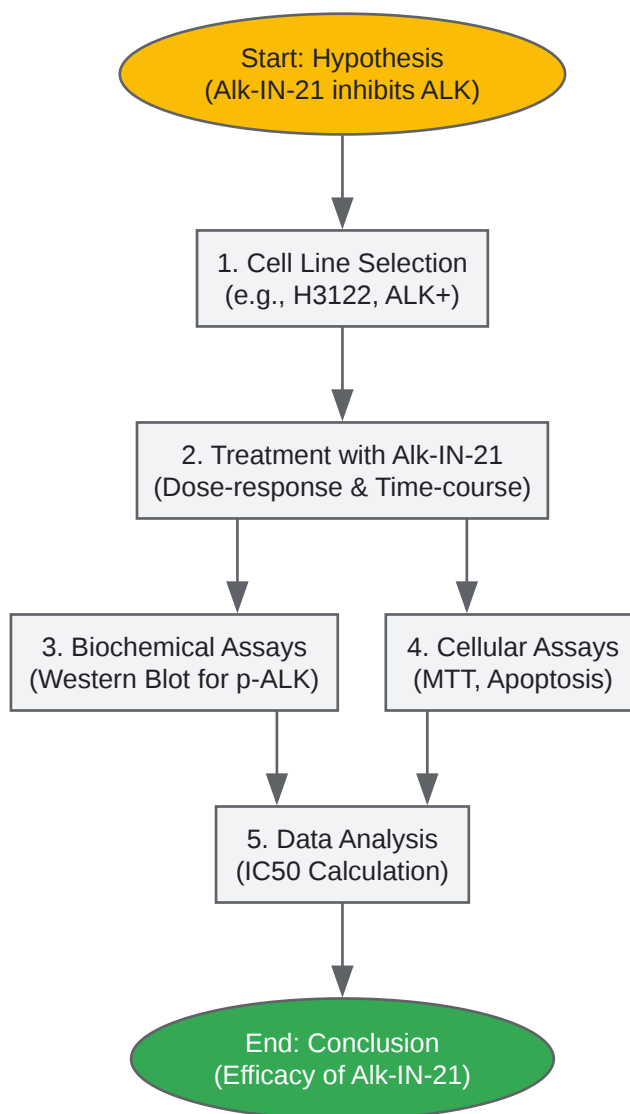 Start: Hypothesis
(Alk-IN-21 inhibits ALK)
1. Cell Line Selection
(e.g., H3122, ALK+)
2. Treatment with Alk-IN-21
(Dose-response & Time-course)
3. Biochemical Assays
(Western Blot for p-ALK)
4. Cellular Assays
(MTT, Apoptosis)
5. Data Analysis
(IC50 Calculation)
End: Conclusion
(Efficacy of Alk-IN-21)